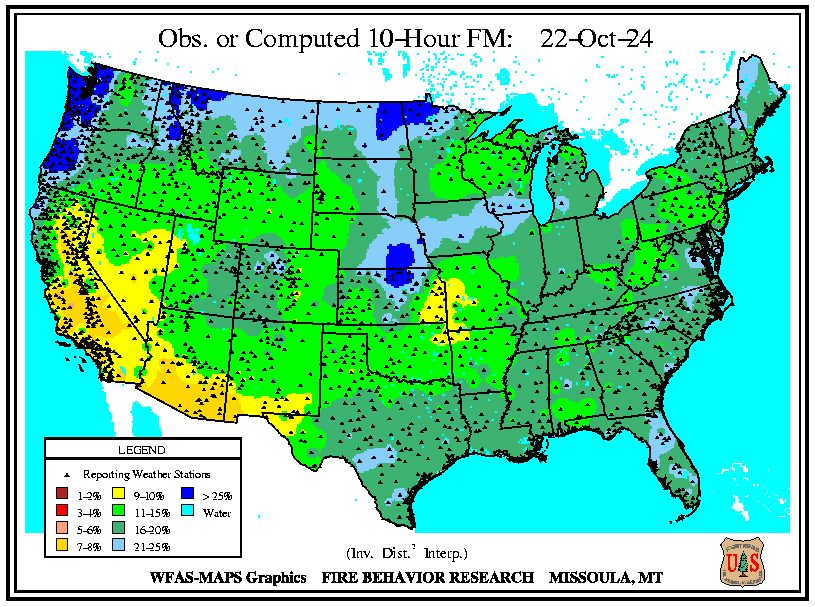 Obs. or Computed 10-Hour FM: 22-Oct-24
LEGEND
Reporting Weather Stations
1-2% 9-10% > 25%
3-4% 11-15% Water
5-6% 16-20%
7-8% 21-25%
(Inv. Dist.² Interp.)
WFAS-MAPS Graphics FIRE BEHAVIOR RESEARCH MISSOULA, MT
U S